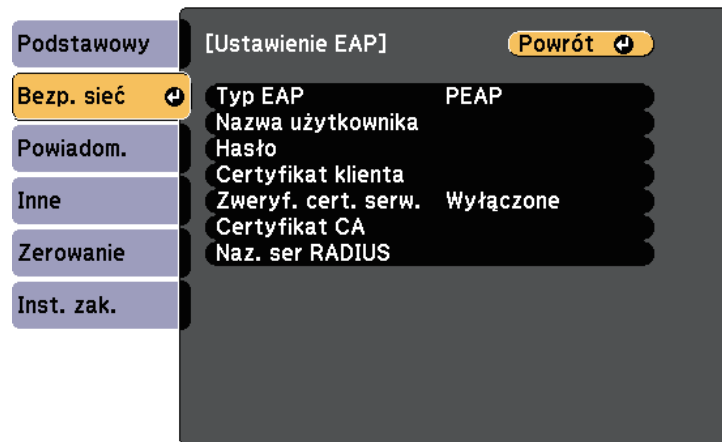 Podstawowy
Bezp. sieć
Powiadom.
Inne
Zerowanie
Inst. zak.
[Ustawienie EAP]
Powrót
Typ EAP PEAP
Nazwa użytkownika
Hasło
Certyfikat klienta
Zweryf. cert. serw. Wyłączone
Certyfikat CA
Naz. ser RADIUS